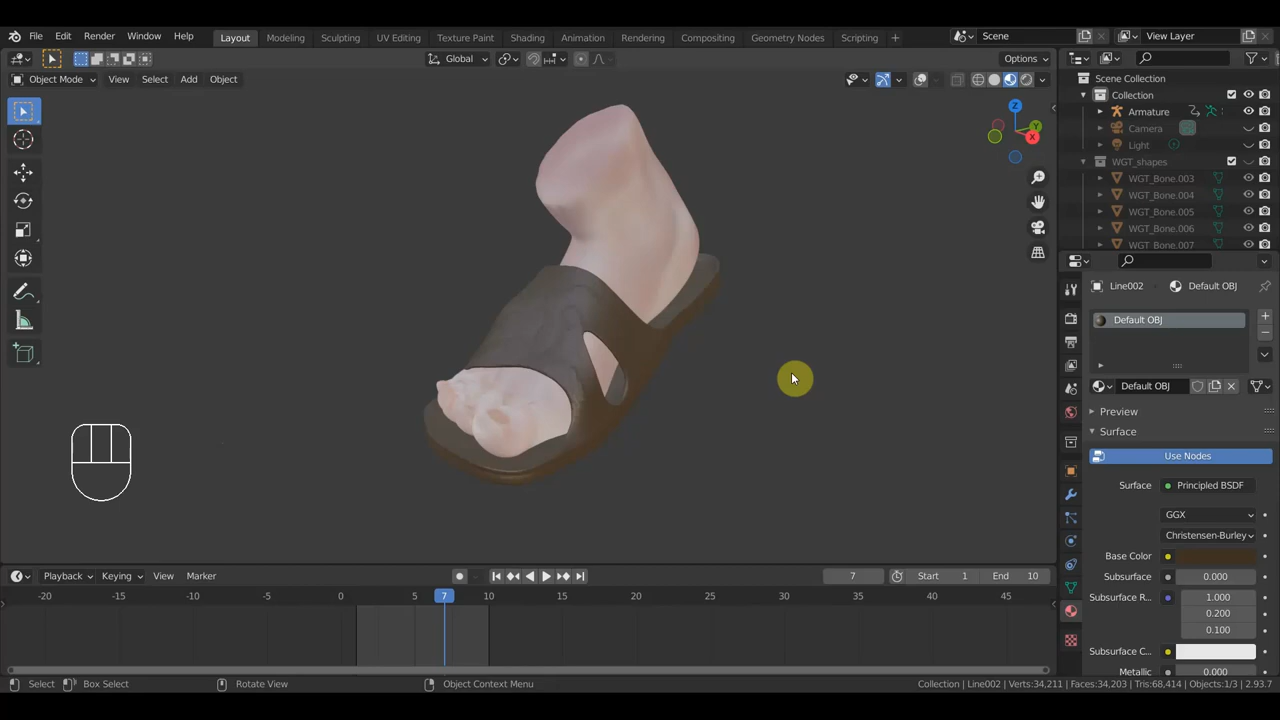 File Edit Render Window Help Layout Modeling Sculpting UV Editing Texture Paint Shading Animation Rendering Compositing Geometry Nodes Scripting + Scene View Layer
Global Options
Object Mode View Select Add Object
Scene Collection
Collection
Armature
Camera
Light
WGT_shapes
WGT_Bone.003
WGT_Bone.004
WGT_Bone.005
WGT_Bone.006
WGT_Bone.007
Z
Y
X
Line002 Default OBJ
Default OBJ
Default OBJ
Preview
Surface
Use Nodes
Surface Principled BSDF
GGX
Christensen-Burley
Base Color
Subsurface 0.000
Subsurface R... 1.000
0.200
0.100
Subsurface C...
Metallic 0.000
Playback Keying View Marker 7 Start 1 End 10
-20 -15 -10 -5 0 5 7 10 15 20 25 30 35 40 45
Select Box Select Rotate View Object Context Menu Collection | Line002 | Verts:34,211 | Faces:34,203 | Tris:68,414 | Objects:1/3 | 2.93.7